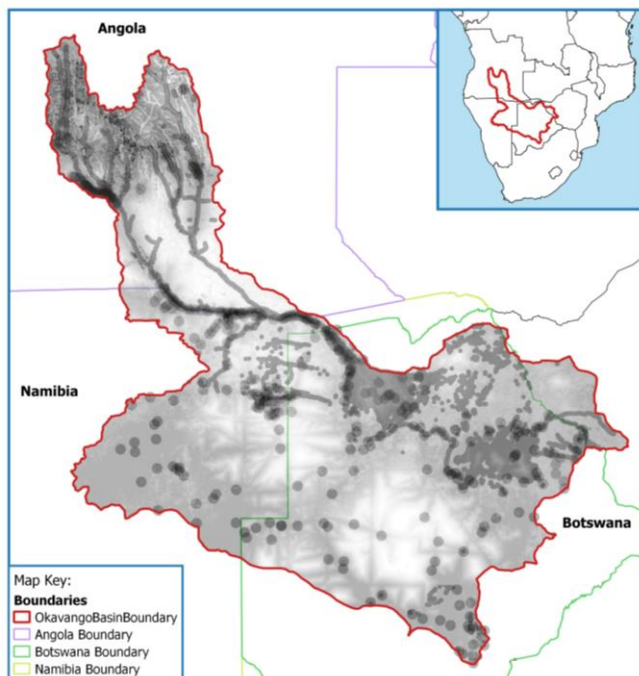 Angola
Namibia
Botswana
Map Key:
Boundaries
OkavangoBasinBoundary
Angola Boundary
Botswana Boundary
Namibia Boundary